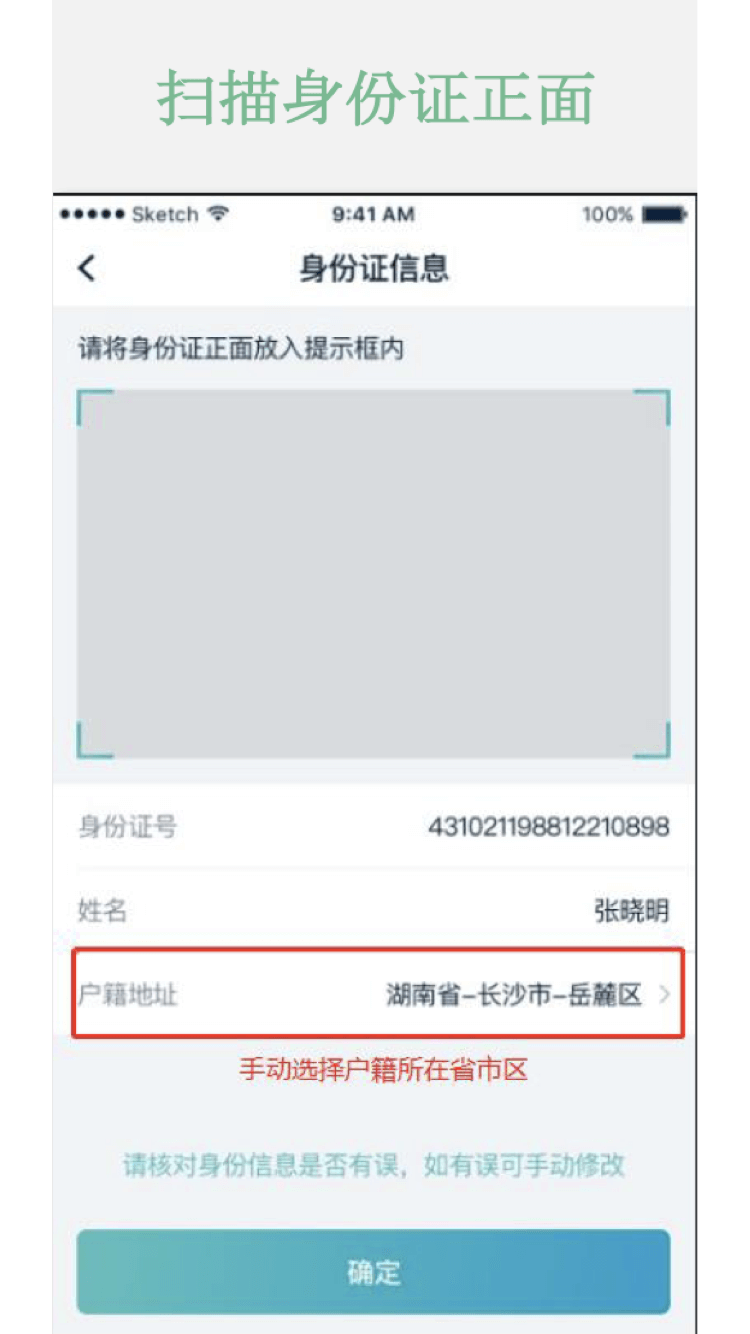 扫描身份证正面
Sketch 9:41 AM 100%
身份证信息
请将身份证正面放入提示框内
身份证号 431021198812210898
姓名 张晓明
户籍地址 湖南省-长沙市-岳麓区
手动选择户籍所在省市区
请核对身份信息是否有误，如有误可手动修改
确定